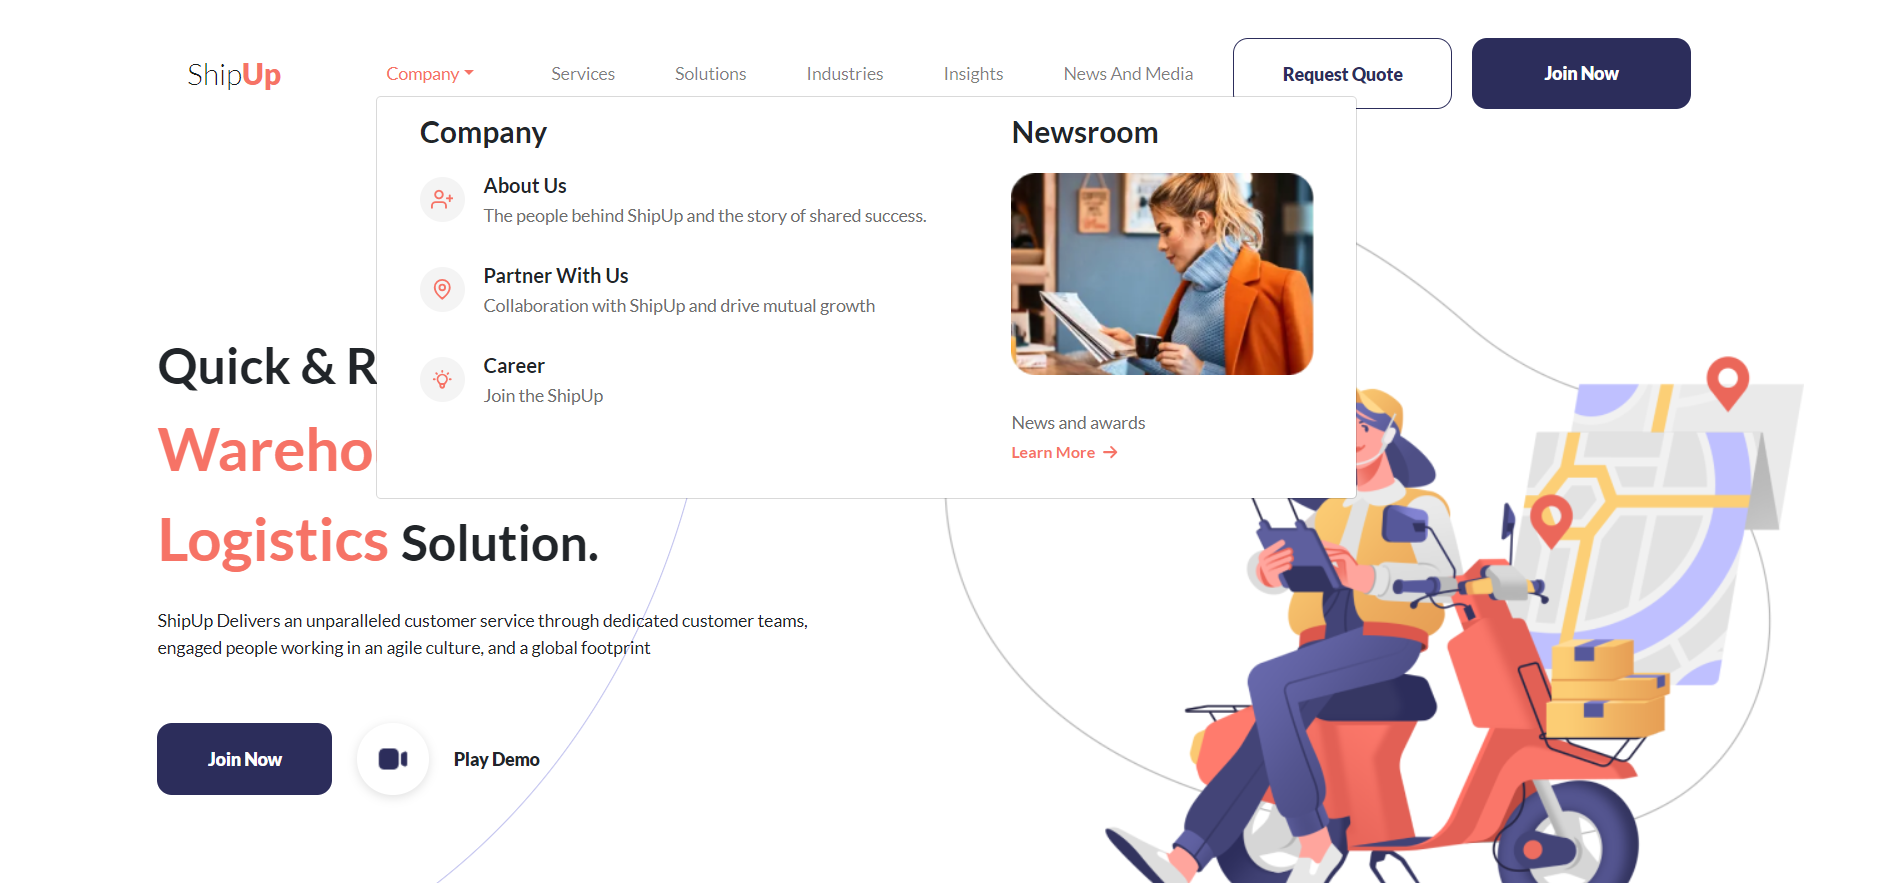 ShipUp
Company
Services
Solutions
Industries
Insights
News And Media
Request Quote
Join Now
Company
About Us
The people behind ShipUp and the story of shared success.
Partner With Us
Collaboration with ShipUp and drive mutual growth
Career
Join the ShipUp
Newsroom
News and awards
Learn More
Quick & R
Wareho
Logistics Solution.
ShipUp Delivers an unparalleled customer service through dedicated customer teams,
engaged people working in an agile culture, and a global footprint
Join Now
Play Demo